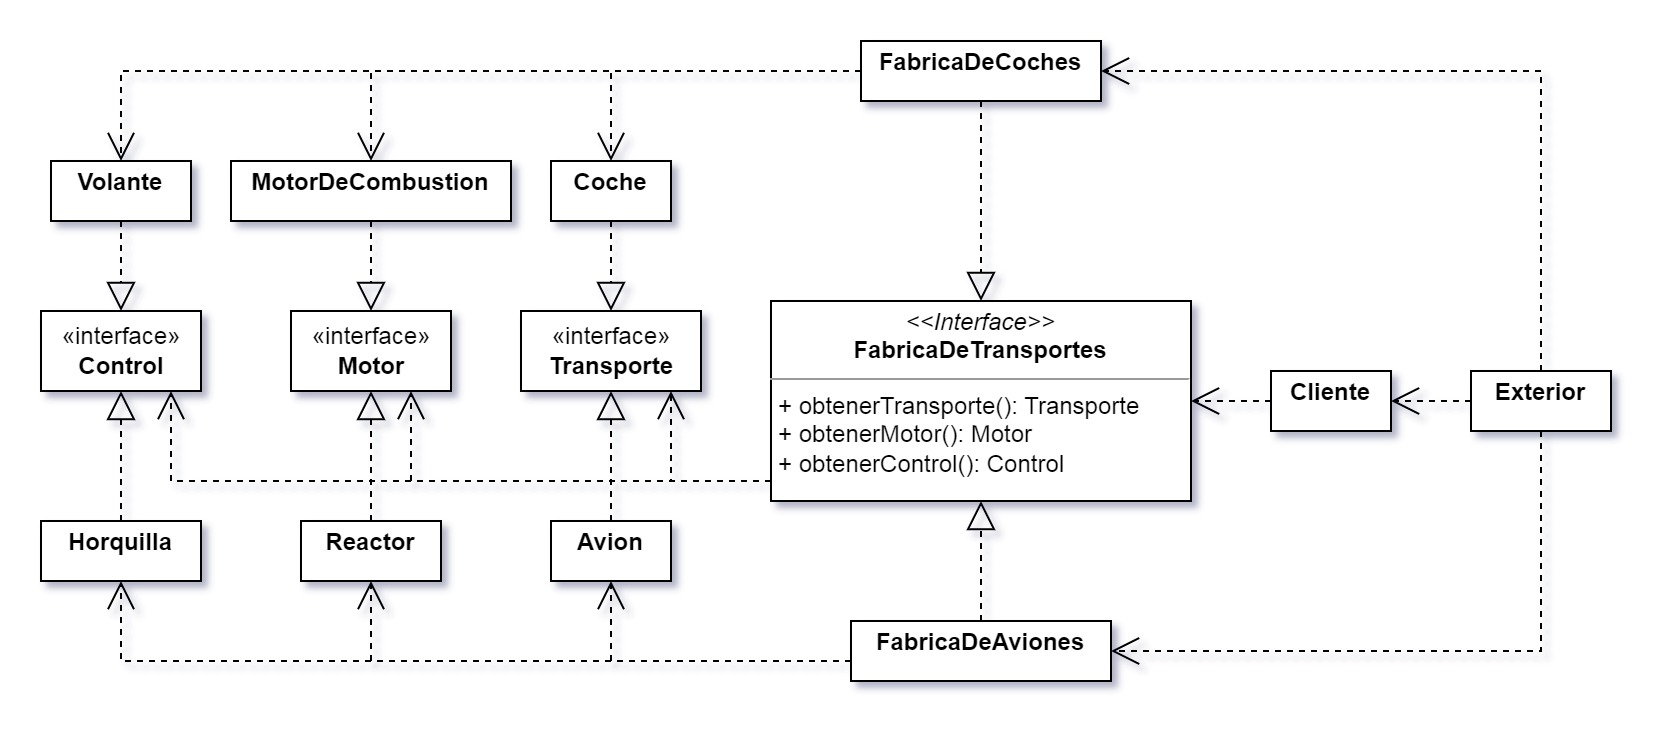 FabricaDeCoches
Volante
MotorDeCombustion
Coche
«interface»
Control
«interface»
Motor
«interface»
Transporte
<<Interface>>
FabricaDeTransportes
+ obtenerTransporte(): Transporte
+ obtenerMotor(): Motor
+ obtenerControl(): Control
Cliente
Exterior
Horquilla
Reactor
Avion
FabricaDeAviones